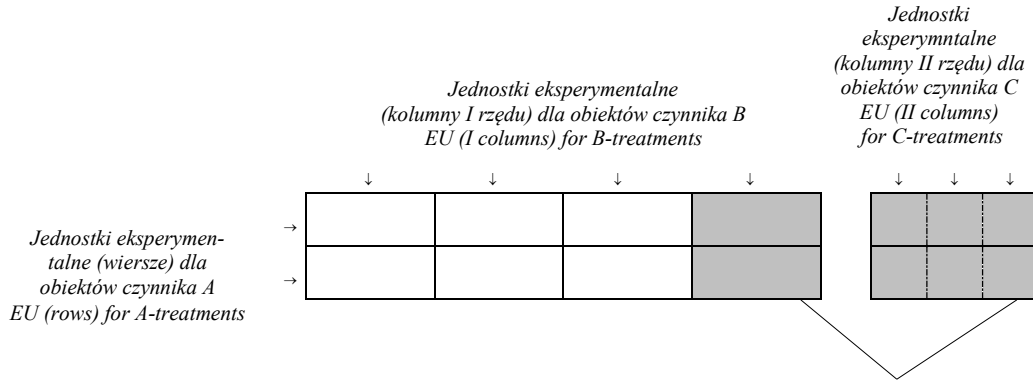 Jednostki
eksperymntalne
(kolumny II rzędu) dla
obiektów czynnika C
EU (II columns)
for C-treatments
Jednostki eksperymentalne
(kolumny I rzędu) dla obiektów czynnika B
EU (I columns) for B-treatments
Jednostki eksperymen-
talne (wiersze) dla
obiektów czynnika A
EU (rows) for A-treatments